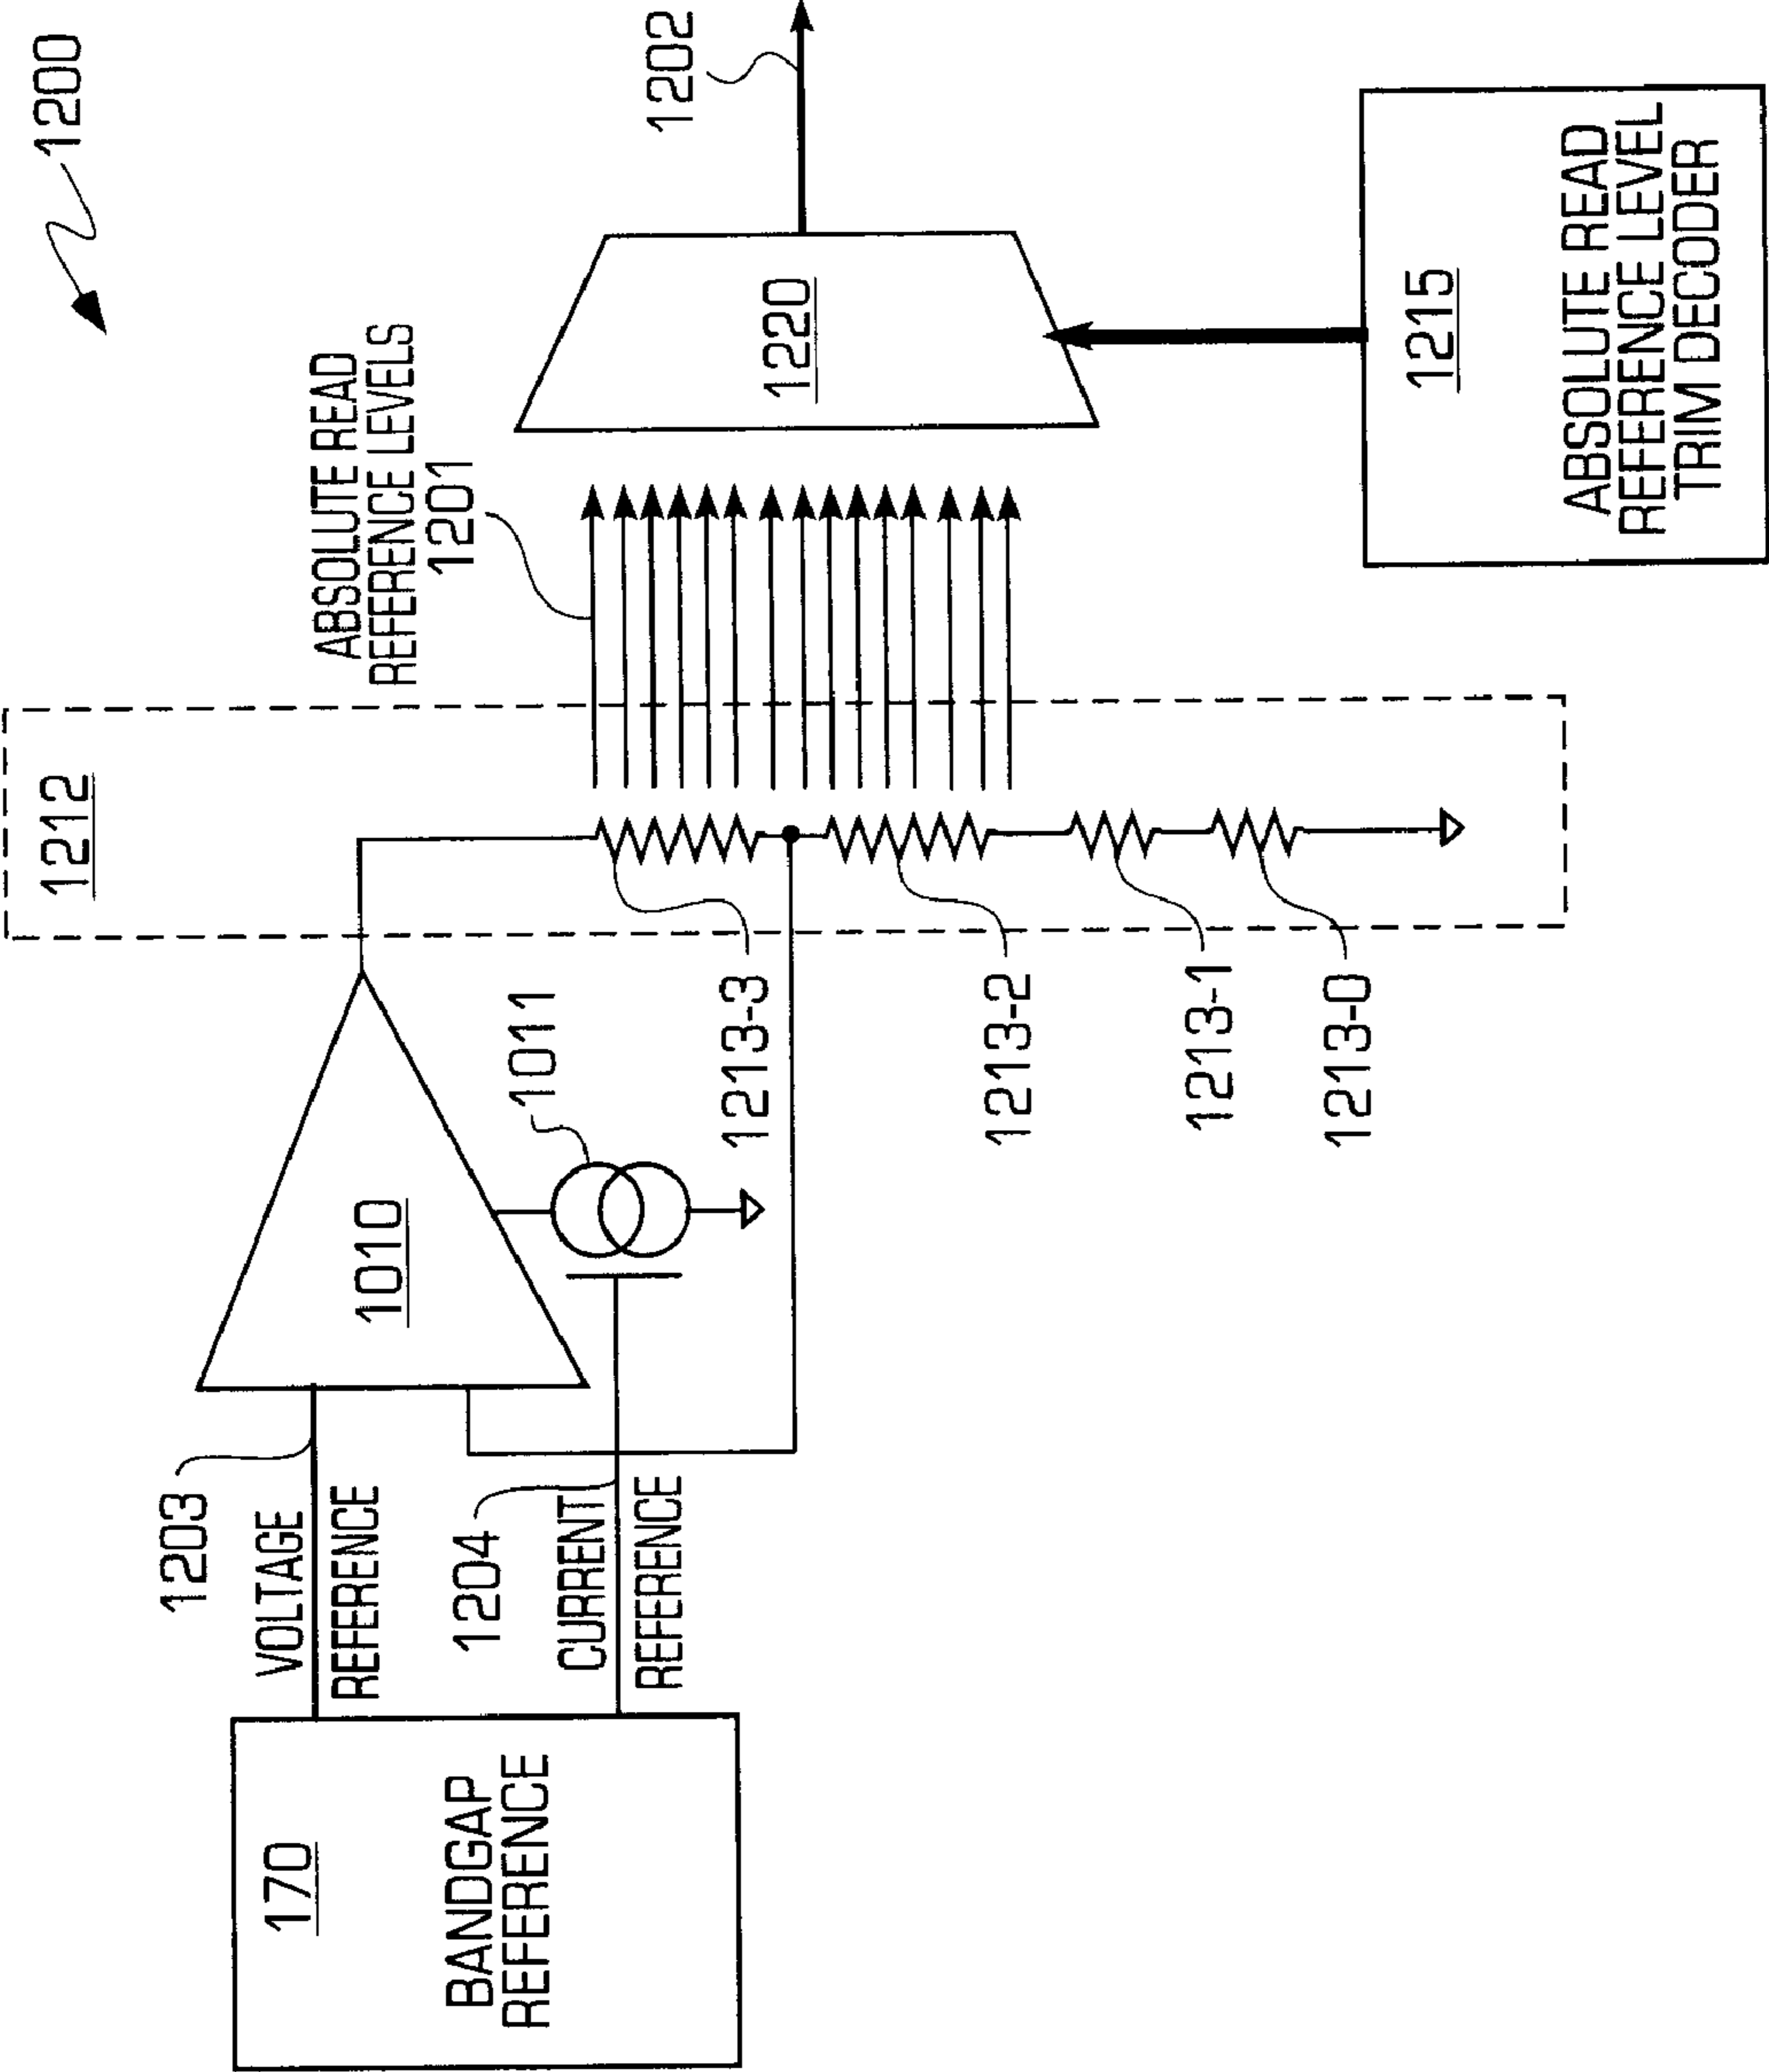 1200
1212
ABSOLUTE READ
REFERENCE LEVELS
1201
1202
1203
VOLTAGE
REFERENCE
1010
1220
170
BANDGAP
REFERENCE
1204
CURRENT
REFERENCE
1011
1213-3
1213-2
1213-1
1213-0
1215
ABSOLUTE READ
REFERENCE LEVEL
TRIM DECODER